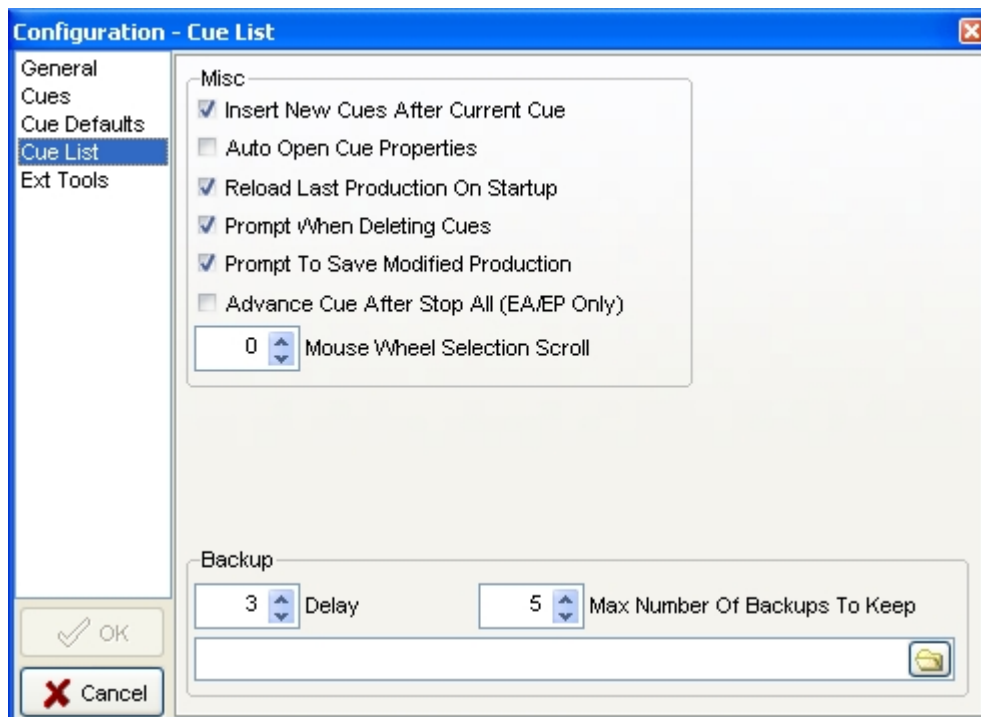 Configuration - Cue List
General
Cues
Cue Defaults
Cue List
Ext Tools
Misc
Insert New Cues After Current Cue
Auto Open Cue Properties
Reload Last Production On Startup
Prompt When Deleting Cues
Prompt To Save Modified Production
Advance Cue After Stop All (EA/EP Only)
0 Mouse Wheel Selection Scroll
Backup
3 Delay 5 Max Number Of Backups To Keep
OK
Cancel